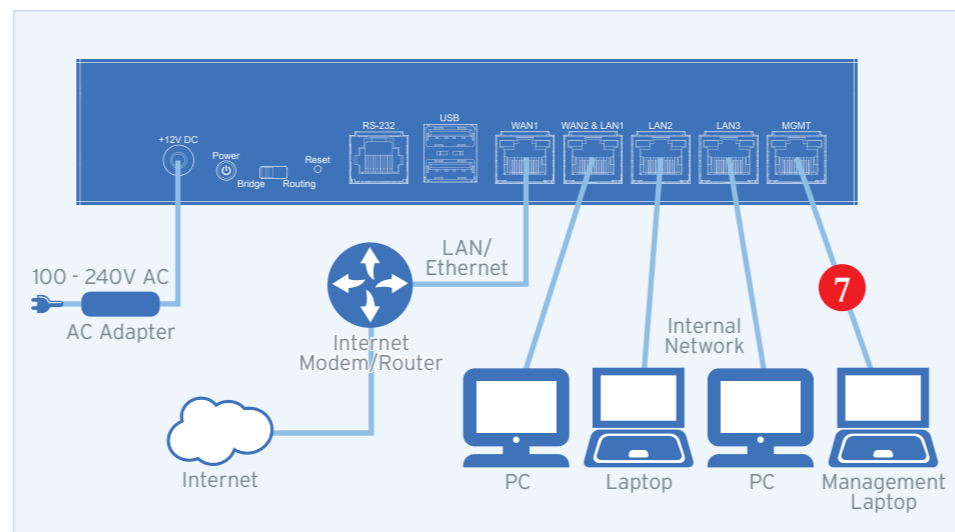 +12V DC
Power
Bridge
Routing
Reset
RS-232
USB
WAN1
WAN2 & LAN1
LAN2
LAN3
MGMT
100 - 240V AC
AC Adapter
LAN/
Ethernet
Internet
Modem/Router
Internet
7
Internal
Network
PC
Laptop
PC
Management
Laptop